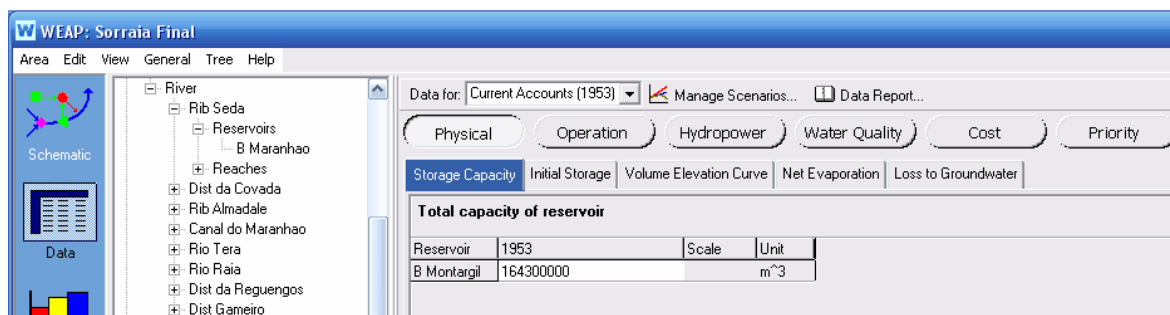 WEAP: Sorraia Final
Area Edit View General Tree Help
Schematic
Data
River
Rib Seda
Reservoirs
B Maranhao
Reaches
Dist da Covada
Rib Almadale
Canal do Maranhao
Rio Tera
Rio Raia
Dist da Reguengos
Dist Gameiro
Data for: Current Accounts (1953) Manage Scenarios... Data Report...
Physical Operation Hydropower Water Quality Cost Priority
Storage Capacity Initial Storage Volume Elevation Curve Net Evaporation Loss to Groundwater
Total capacity of reservoir
Reservoir 1953 Scale Unit
B Montargil 164300000 m^3